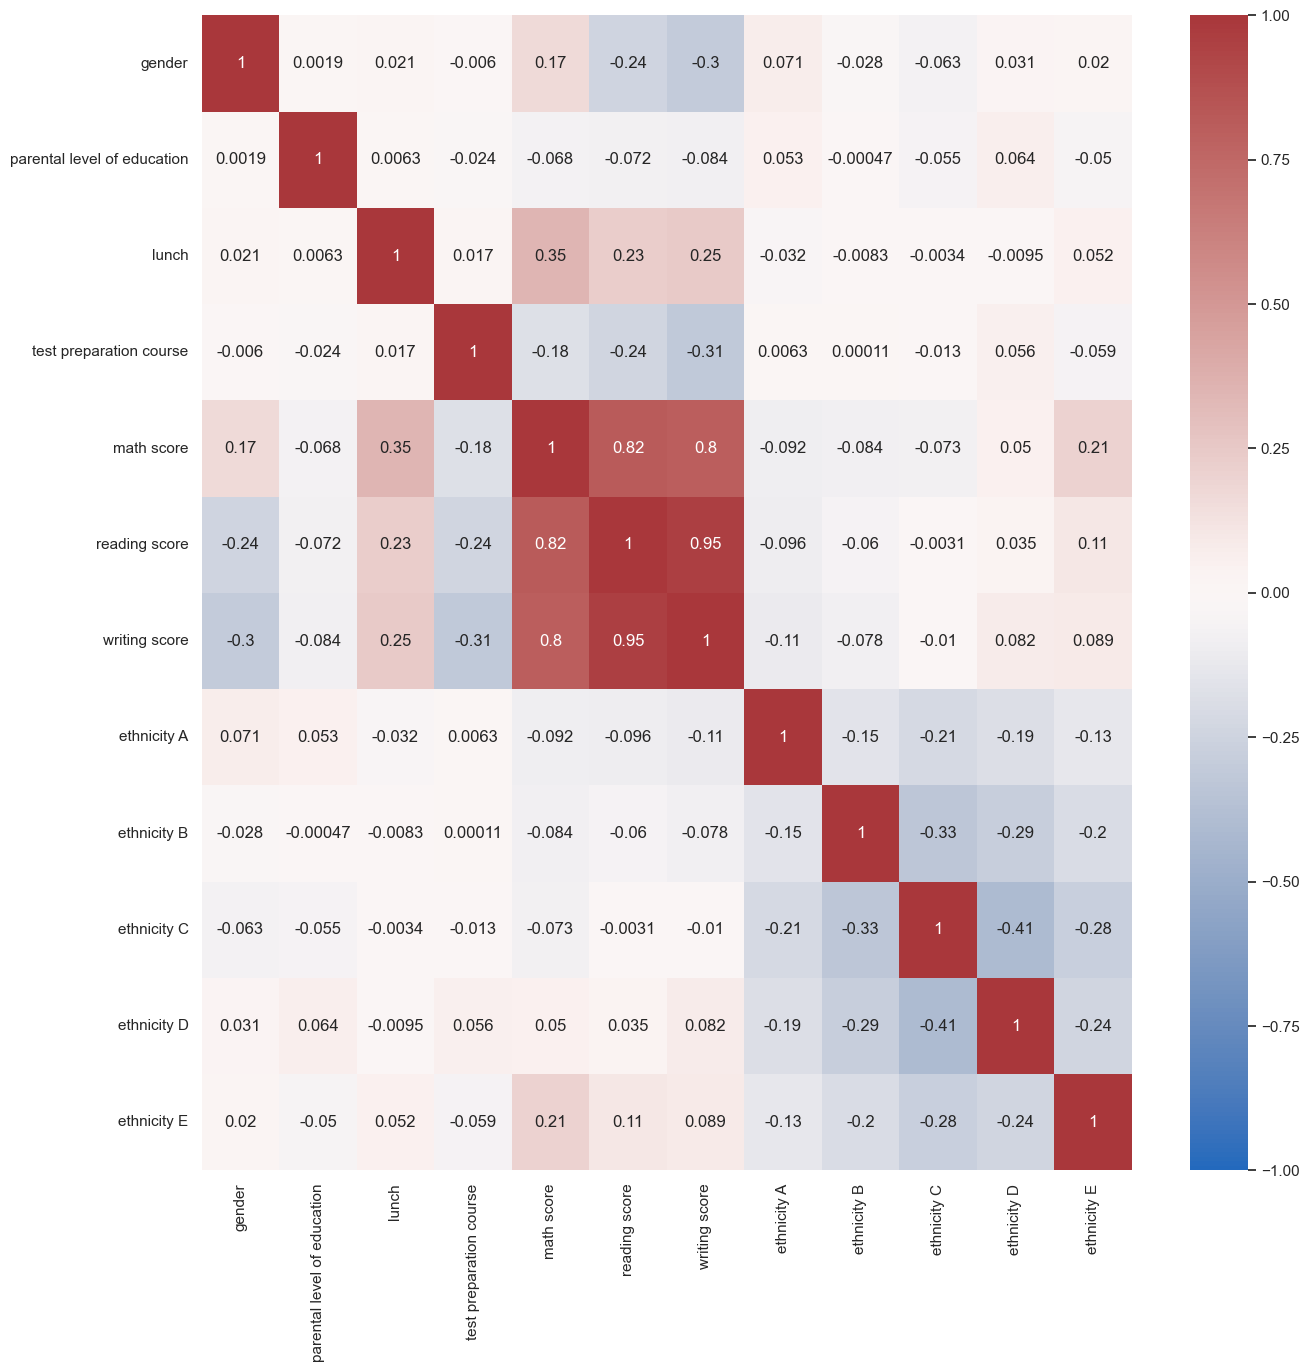 gender 1 0.0019 0.021 -0.006 0.17 -0.24 -0.3 0.071 -0.028 -0.063 0.031 0.02
parental level of education 0.0019 1 0.0063 -0.024 -0.068 -0.072 -0.084 0.053 -0.00047 -0.055 0.064 -0.05
lunch 0.021 0.0063 1 0.017 0.35 0.23 0.25 -0.032 -0.0083 -0.0034 -0.0095 0.052
test preparation course -0.006 -0.024 0.017 1 -0.18 -0.24 -0.31 0.0063 0.00011 -0.013 0.056 -0.059
math score 0.17 -0.068 0.35 -0.18 1 0.82 0.8 -0.092 -0.084 -0.073 0.05 0.21
reading score -0.24 -0.072 0.23 -0.24 0.82 1 0.95 -0.096 -0.06 -0.0031 0.035 0.11
writing score -0.3 -0.084 0.25 -0.31 0.8 0.95 1 -0.11 -0.078 -0.01 0.082 0.089
ethnicity A 0.071 0.053 -0.032 0.0063 -0.092 -0.096 -0.11 1 -0.15 -0.21 -0.19 -0.13
ethnicity B -0.028 -0.00047 -0.0083 0.00011 -0.084 -0.06 -0.078 -0.15 1 -0.33 -0.29 -0.2
ethnicity C -0.063 -0.055 -0.0034 -0.013 -0.073 -0.0031 -0.01 -0.21 -0.33 1 -0.41 -0.28
ethnicity D 0.031 0.064 -0.0095 0.056 0.05 0.035 0.082 -0.19 -0.29 -0.41 1 -0.24
ethnicity E 0.02 -0.05 0.052 -0.059 0.21 0.11 0.089 -0.13 -0.2 -0.28 -0.24 1
gender
parental level of education
lunch
test preparation course
math score
reading score
writing score
ethnicity A
ethnicity B
ethnicity C
ethnicity D
ethnicity E
1.00
0.75
0.50
0.25
0.00
−0.25
−0.50
−0.75
−1.00